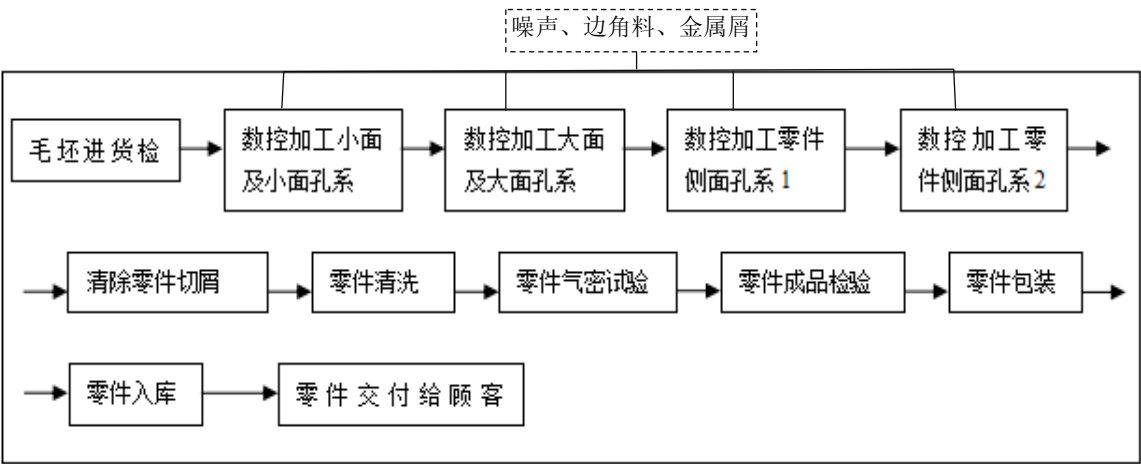 噪声、边角料、金属屑
毛坯进货检
数控加工小面
及小面孔系
数控加工大面
及大面孔系
数控加工零件
侧面孔系1
数控加工零
件侧面孔系2
清除零件切屑
零件清洗
零件气密试验
零件成品检验
零件包装
零件入库
零件交付给顾客